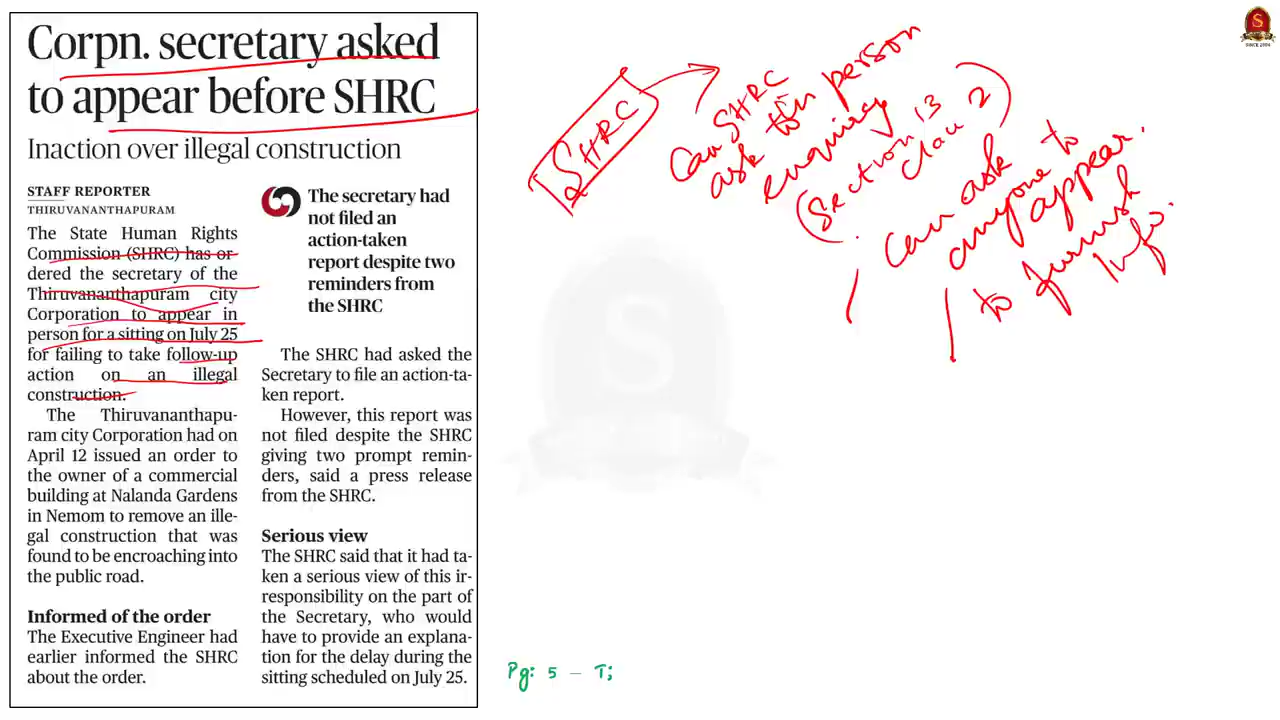 Corpn. secretary asked
to appear before SHRC
Inaction over illegal construction
STAFF REPORTER
THIRUVANANTHAPURAM
The State Human Rights
Commission (SHRC) has or-
dered the secretary of the
Thiruvananthapuram city
Corporation to appear in
person for a sitting on July 25
for failing to take follow-up
action on an illegal
construction.
The Thiruvananthapu-
ram city Corporation had on
April 12 issued an order to
the owner of a commercial
building at Nalanda Gardens
in Nemom to remove an ille-
gal construction that was
found to be encroaching into
the public road.
Informed of the order
The Executive Engineer had
earlier informed the SHRC
about the order.
The secretary had
not filed an
action-taken
report despite two
reminders from
the SHRC
The SHRC had asked the
Secretary to file an action-ta-
ken report.
However, this report was
not filed despite the SHRC
giving two prompt remin-
ders, said a press release
from the SHRC.
Serious view
The SHRC said that it had ta-
ken a serious view of this ir-
responsibility on the part of
the Secretary, who would
have to provide an explana-
tion for the delay during the
sitting scheduled on July 25.
SHRC
Can SHRC
ask to in person
enquiry
(Section 13
Clau 2)
Can ask
anyone to
appear.
to furnish
Info.
Pg: 5 – T;
S
SINCE 2004
S